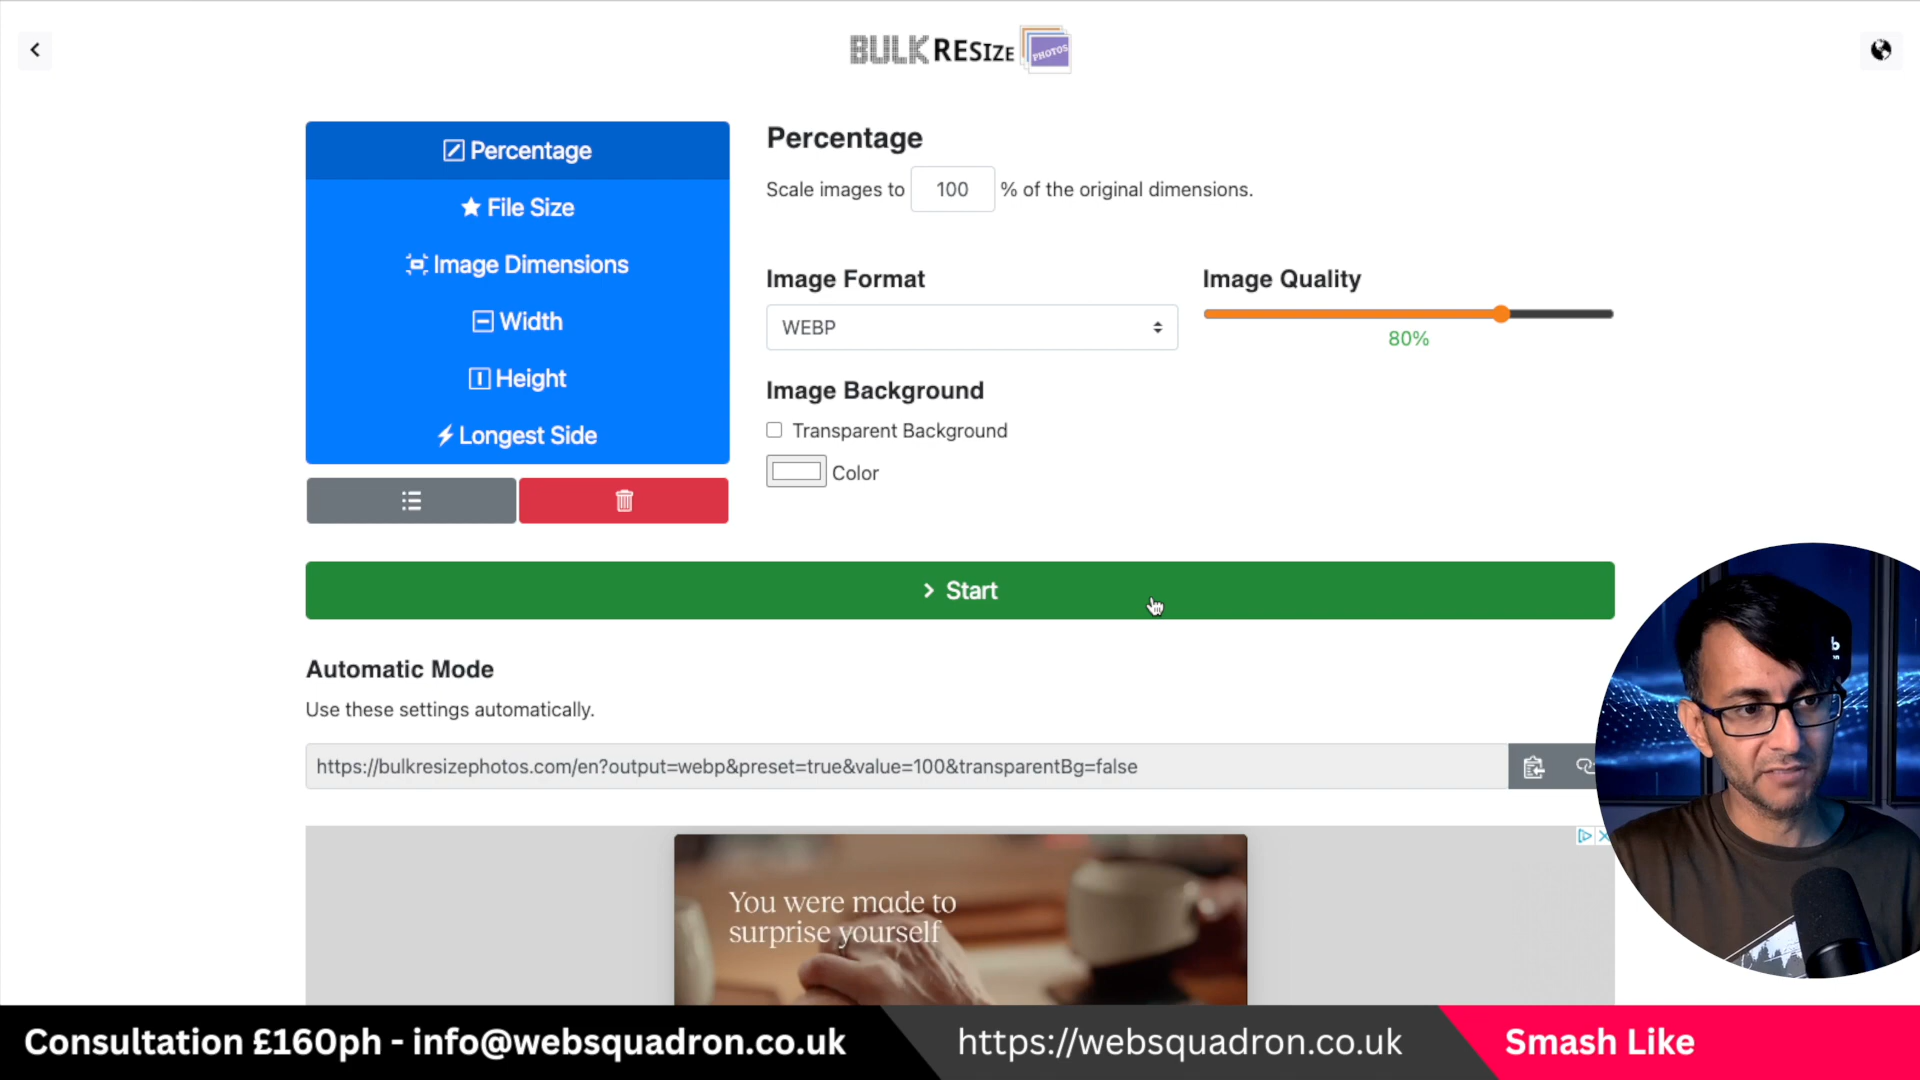 BULK RESIZE PHOTOS
Percentage
File Size
Image Dimensions
Width
Height
Longest Side
Percentage
Scale images to 100 % of the original dimensions.
Image Format
WEBP
Image Quality
80%
Image Background
Transparent Background
Color
Start
Automatic Mode
Use these settings automatically.
https://bulkresizephotos.com/en?output=webp&preset=true&value=100&transparentBg=false
You were made to
surprise yourself
Consultation £160ph - info@websquadron.co.uk
https://websquadron.co.uk
Smash Like